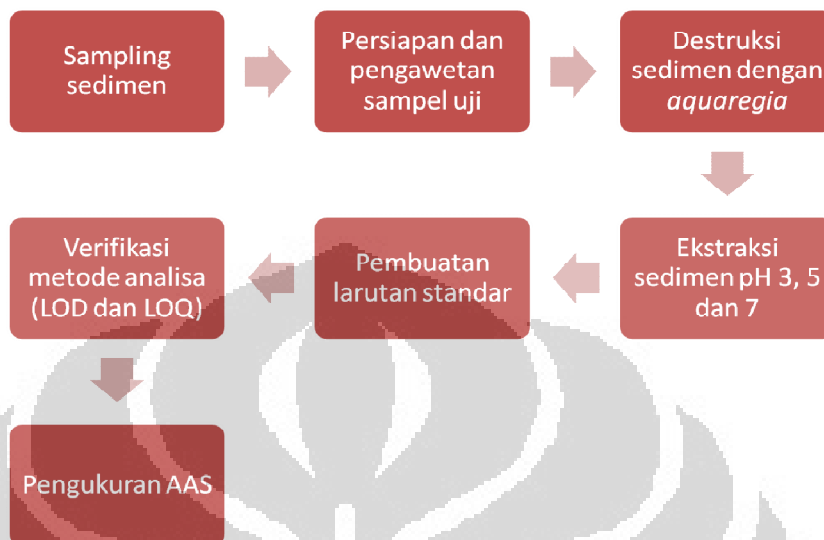 Sampling
sedimen
Persiapan dan
pengawetan
sampel uji
Destruksi
sedimen dengan
aquaregia
Ekstraksi
sedimen pH 3, 5
dan 7
Pembuatan
larutan standar
Verifikasi
metode analisa
(LOD dan LOQ)
Pengukuran AAS